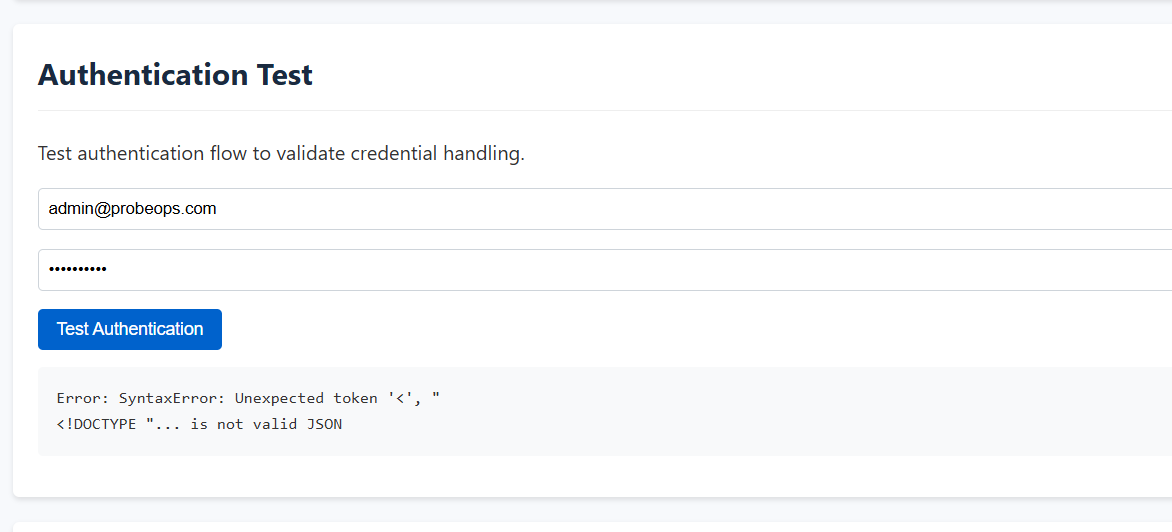 Authentication Test
Test authentication flow to validate credential handling.
admin@probeops.com
••••••••••
Test Authentication
Error: SyntaxError: Unexpected token '<', "
<!DOCTYPE "... is not valid JSON